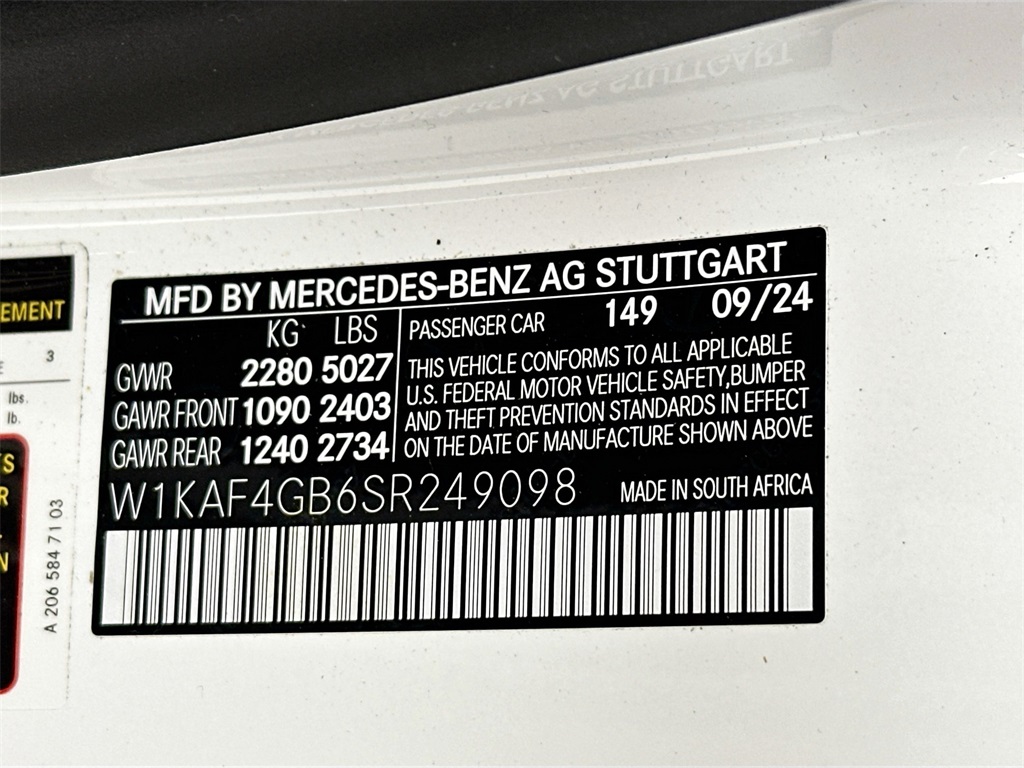 MFD BY MERCEDES-BENZ AG STUTTGART
KG LBS
GVWR 2280 5027
GAWR FRONT 1090 2403
GAWR REAR 1240 2734
PASSENGER CAR 149 09/24
THIS VEHICLE CONFORMS TO ALL APPLICABLE
U.S. FEDERAL MOTOR VEHICLE SAFETY,BUMPER
AND THEFT PREVENTION STANDARDS IN EFFECT
ON THE DATE OF MANUFACTURE SHOWN ABOVE
W1KAF4GB6SR249098 MADE IN SOUTH AFRICA
A 206 584 71 03
3
lbs.
lb.